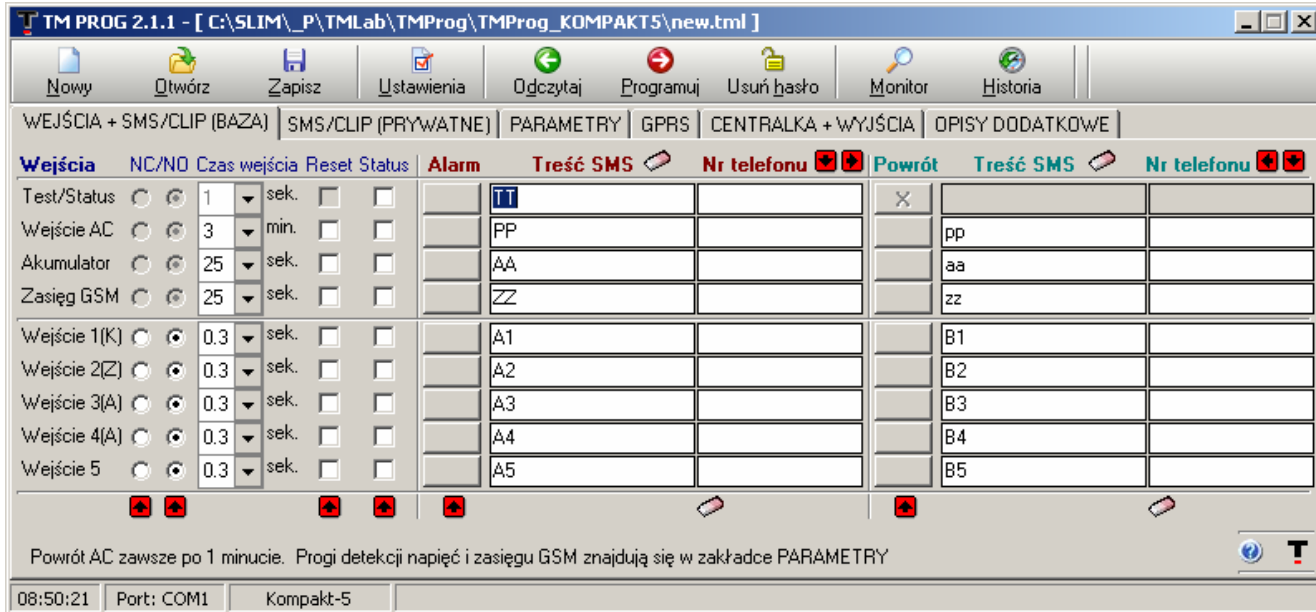 TM PROG 2.1.1 - [ C:\SLIM\_P\TMLab\TMProg\TMProg_KOMPAKT5\new.tml ]
Nowy Otwórz Zapisz Ustawienia Odczytaj Programuj Usuń hasło Monitor Historia
WEJŚCIA + SMS/CLIP (BAZA) SMS/CLIP (PRYWATNE) PARAMETRY GPRS CENTRALKA + WYJŚCIA OPISY DODATKOWE
Wejścia NC/NO Czas wejścia Reset Status Alarm Treść SMS Nr telefonu Powrót Treść SMS Nr telefonu
Test/Status 1 sek. TT X
Wejście AC 3 min. PP pp
Akumulator 25 sek. AA aa
Zasięg GSM 25 sek. ZZ zz
Wejście 1(K) 0.3 sek. A1 B1
Wejście 2(Z) 0.3 sek. A2 B2
Wejście 3(A) 0.3 sek. A3 B3
Wejście 4(A) 0.3 sek. A4 B4
Wejście 5 0.3 sek. A5 B5
Powrót AC zawsze po 1 minucie. Progi detekcji napięć i zasięgu GSM znajdują się w zakładce PARAMETRY
08:50:21 Port: COM1 Kompakt-5